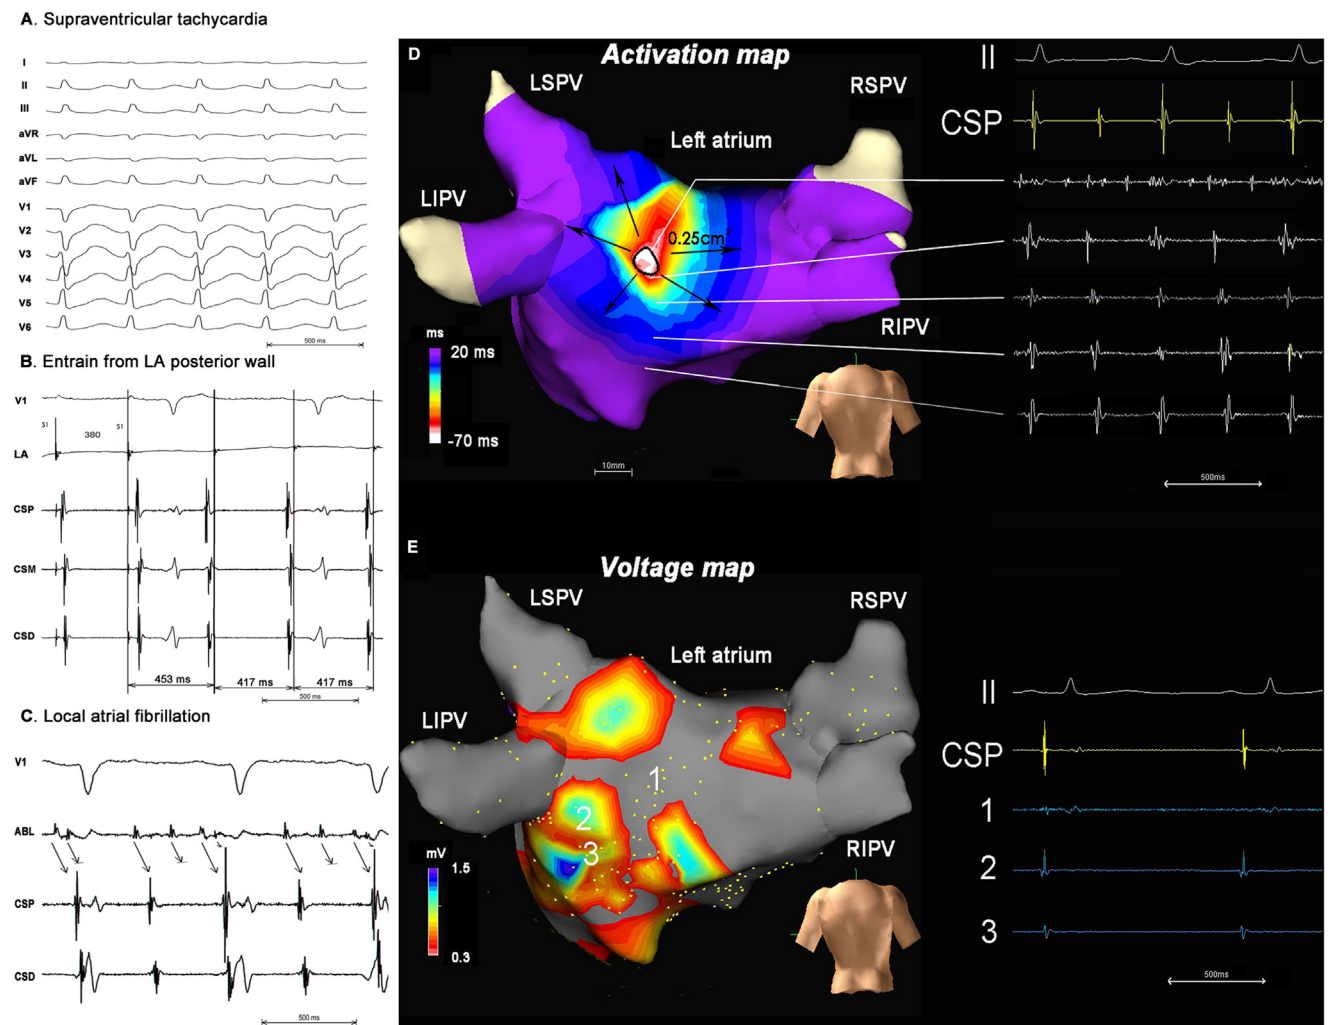 A. Supraventricular tachycardia
I
II
III
aVR
aVL
aVF
V1
V2
V3
V4
V5
V6
500 ms
B. Entrain from LA posterior wall
V1
S1
380
S1
LA
CSP
CSM
CSD
453 ms
417 ms
417 ms
500 ms
C. Local atrial fibrillation
V1
ABL
CSP
CSD
500 ms
D
Activation map
LSPV
RSPV
Left atrium
LIPV
0.25cm²
RIPV
ms
20 ms
-70 ms
10mm
II
CSP
500ms
E
Voltage map
LSPV
RSPV
Left atrium
LIPV
1
2
3
RIPV
mV
1.5
0.3
II
CSP
1
2
3
500ms